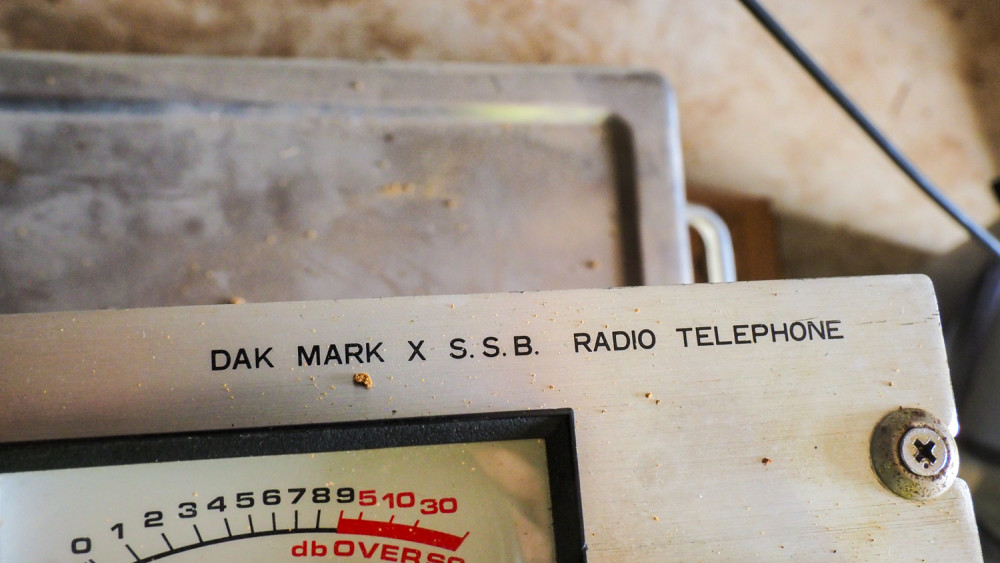 DAK MARK X S.S.B. RADIO TELEPHONE
0 1 2 3 4 5 6 7 8 9 5 10 30
db OVER S9